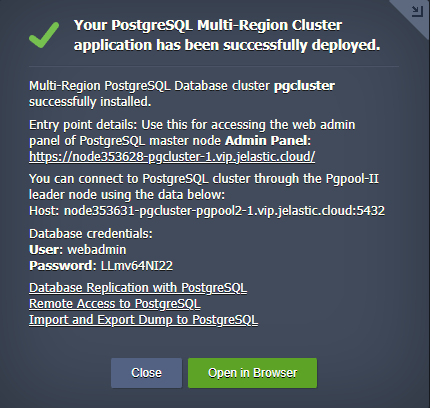 Your PostgreSQL Multi-Region Cluster
application has been successfully deployed.
Multi-Region PostgreSQL Database cluster pgcluster
successfully installed.
Entry point details: Use this for accessing the web admin
panel of PostgreSQL master node Admin Panel:
https://node353628-pgcluster-1.vip.jelastic.cloud/
You can connect to PostgreSQL cluster through the Pgpool-II
leader node using the data below:
Host: node353631-pgcluster-pgpool2-1.vip.jelastic.cloud:5432
Database credentials:
User: webadmin
Password: LLmv64NI22
Database Replication with PostgreSQL
Remote Access to PostgreSQL
Import and Export Dump to PostgreSQL
Close
Open in Browser